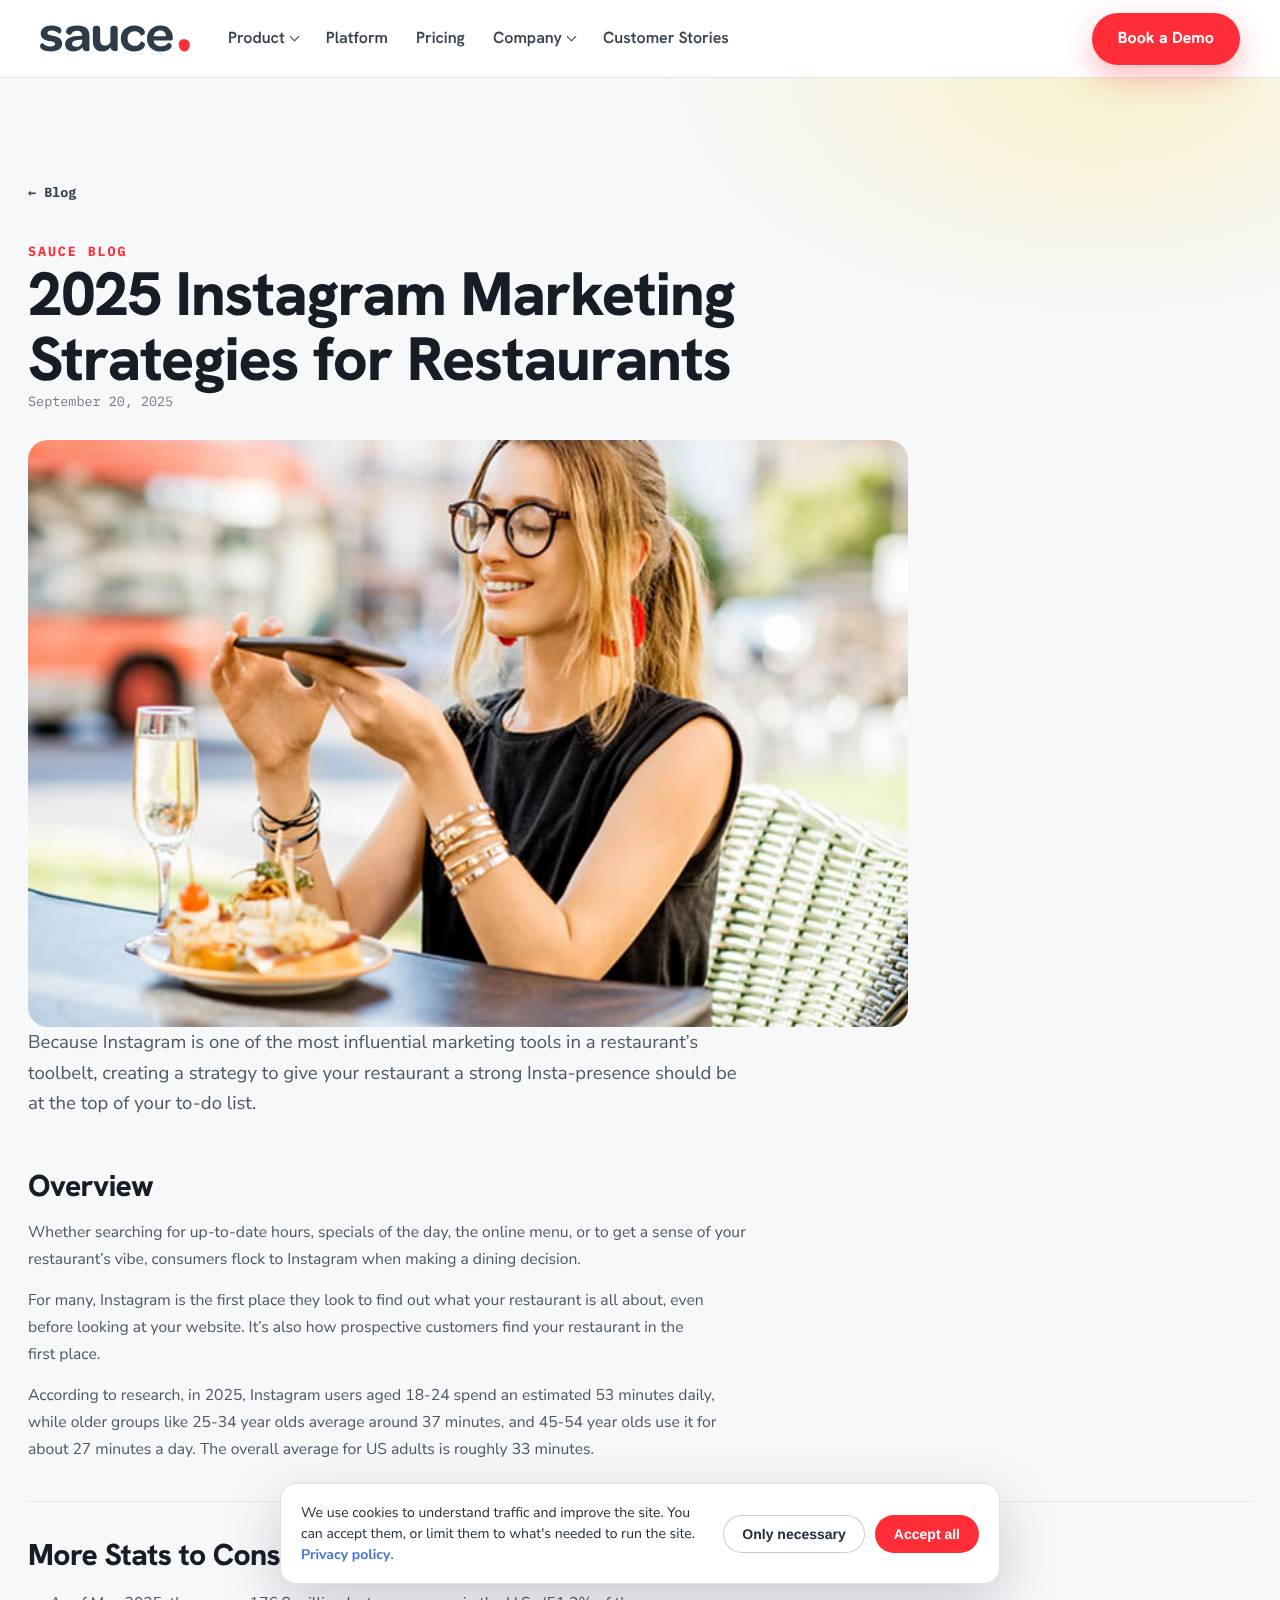 sauce.
Product
Platform
Pricing
Company
Customer Stories
Book a Demo
← Blog
SAUCE BLOG
2025 Instagram Marketing
Strategies for Restaurants
September 20, 2025
Because Instagram is one of the most influential marketing tools in a restaurant’s
toolbelt, creating a strategy to give your restaurant a strong Insta-presence should be
at the top of your to-do list.
Overview
Whether searching for up-to-date hours, specials of the day, the online menu, or to get a sense of your
restaurant’s vibe, consumers flock to Instagram when making a dining decision.
For many, Instagram is the first place they look to find out what your restaurant is all about, even
before looking at your website. It’s also how prospective customers find your restaurant in the
first place.
According to research, in 2025, Instagram users aged 18-24 spend an estimated 53 minutes daily,
while older groups like 25-34 year olds average around 37 minutes, and 45-54 year olds use it for
about 27 minutes a day. The overall average for US adults is roughly 33 minutes.
We use cookies to understand traffic and improve the site. You
can accept them, or limit them to what's needed to run the site.
Privacy policy.
Only necessary
Accept all
More Stats to Cons